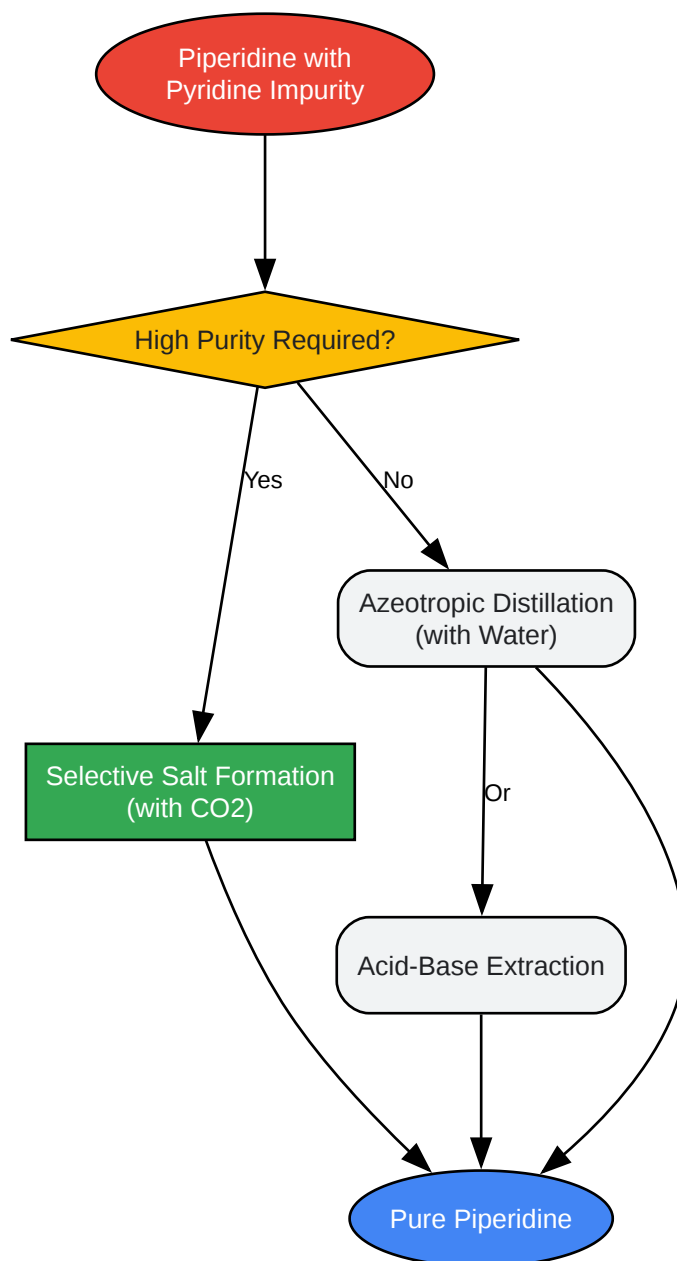 Piperidine with
Pyridine Impurity
High Purity Required?
Yes
No
Azeotropic Distillation
(with Water)
Selective Salt Formation
(with CO2)
Or
Acid-Base Extraction
Pure Piperidine